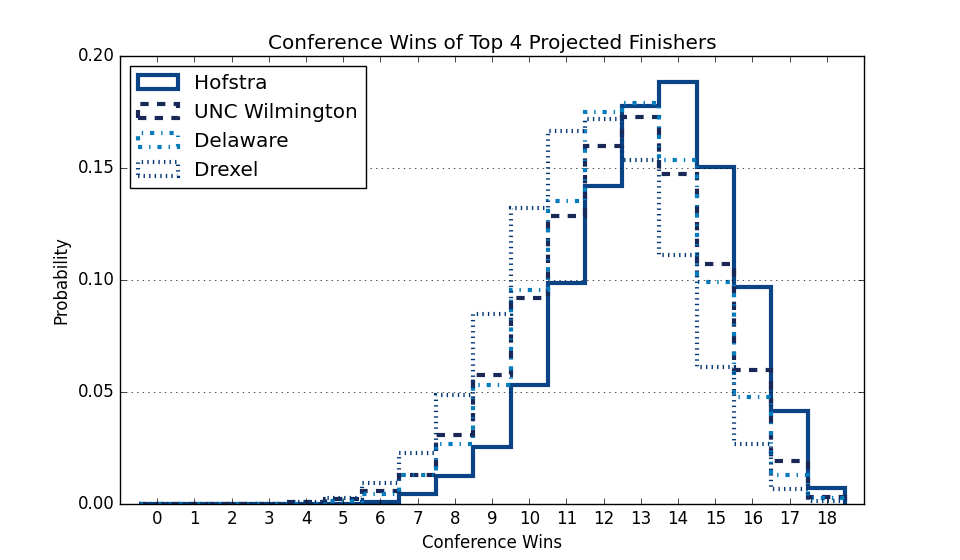 Conference Wins of Top 4 Projected Finishers
0.20
0.15
0.10
0.05
0.00
Probability
Hofstra
UNC Wilmington
Delaware
Drexel
0 1 2 3 4 5 6 7 8 9 10 11 12 13 14 15 16 17 18
Conference Wins